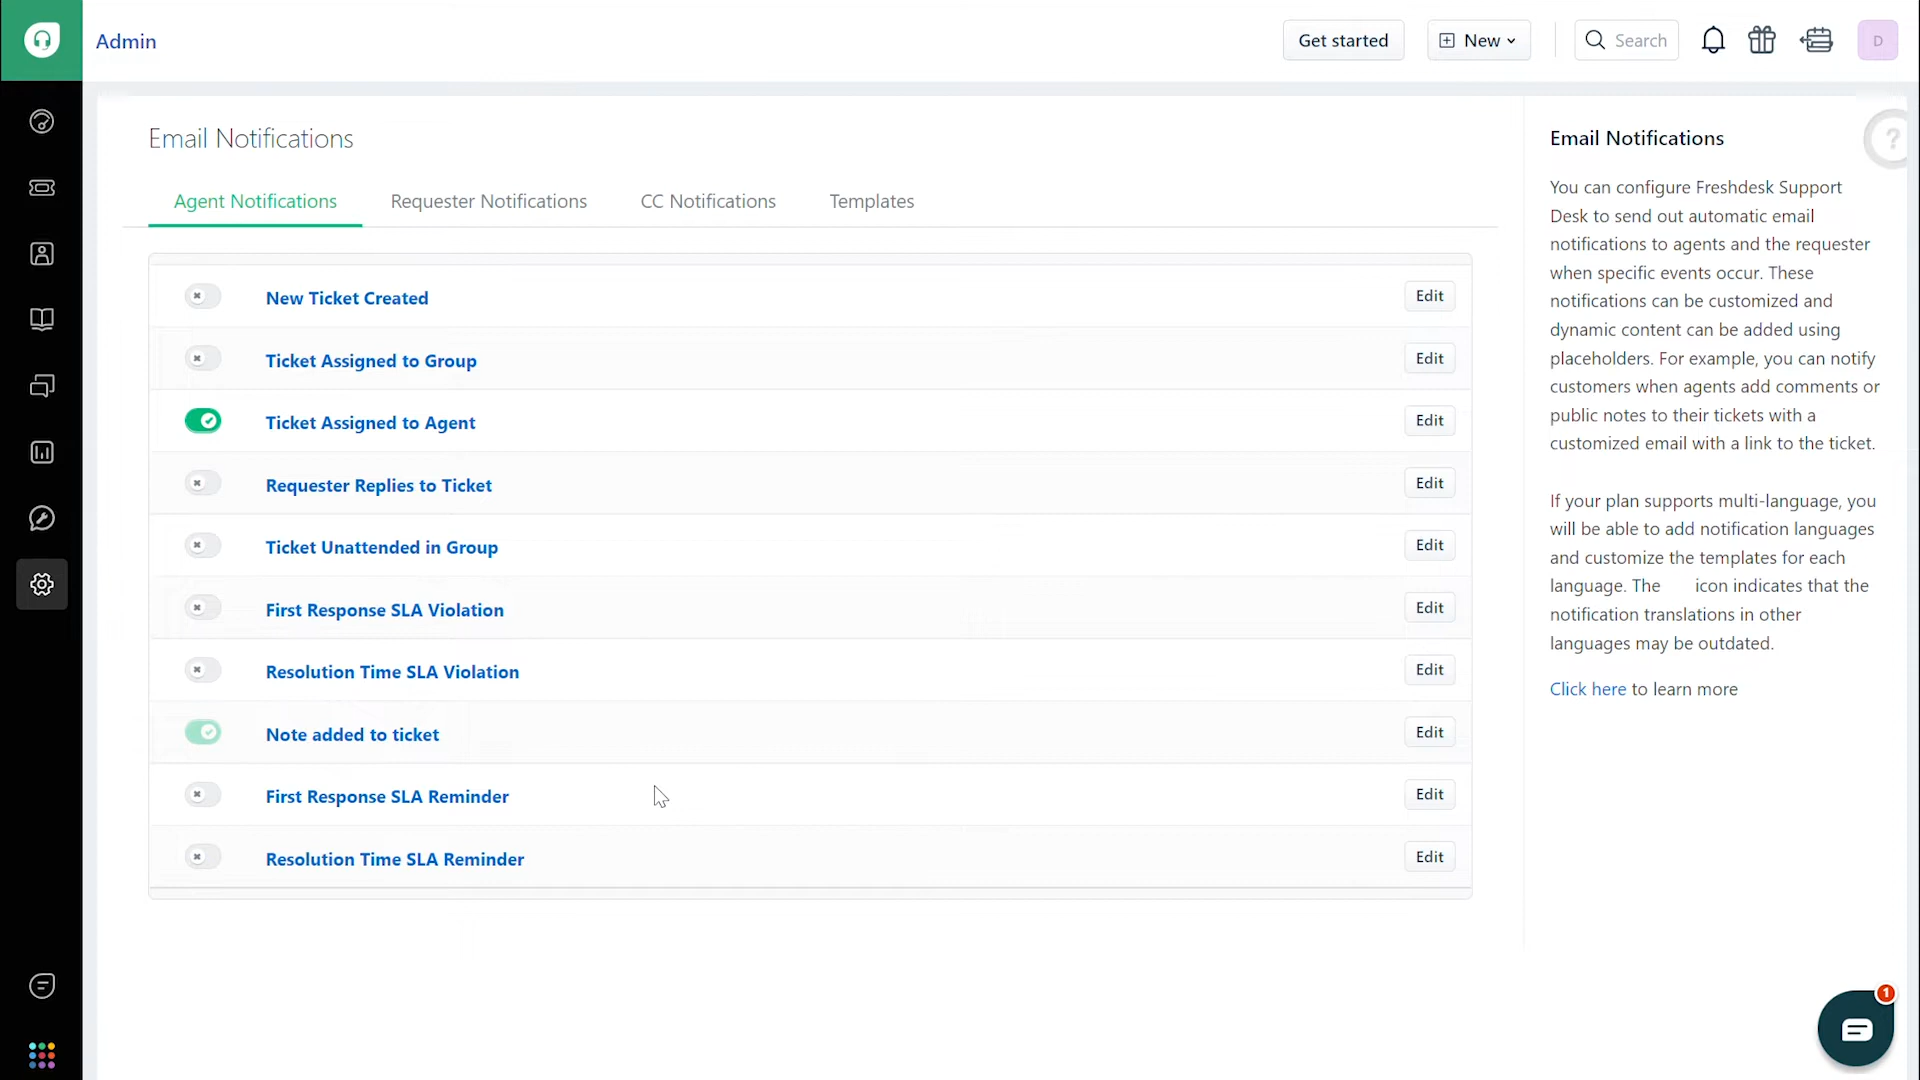 Admin
Get started
New
Search
D
Email Notifications
Agent Notifications
Requester Notifications
CC Notifications
Templates
New Ticket Created
Edit
Ticket Assigned to Group
Edit
Ticket Assigned to Agent
Edit
Requester Replies to Ticket
Edit
Ticket Unattended in Group
Edit
First Response SLA Violation
Edit
Resolution Time SLA Violation
Edit
Note added to ticket
Edit
First Response SLA Reminder
Edit
Resolution Time SLA Reminder
Edit
Email Notifications
?
You can configure Freshdesk Support
Desk to send out automatic email
notifications to agents and the requester
when specific events occur. These
notifications can be customized and
dynamic content can be added using
placeholders. For example, you can notify
customers when agents add comments or
public notes to their tickets with a
customized email with a link to the ticket.
If your plan supports multi-language, you
will be able to add notification languages
and customize the templates for each
language. The icon indicates that the
notification translations in other
languages may be outdated.
Click here to learn more
1